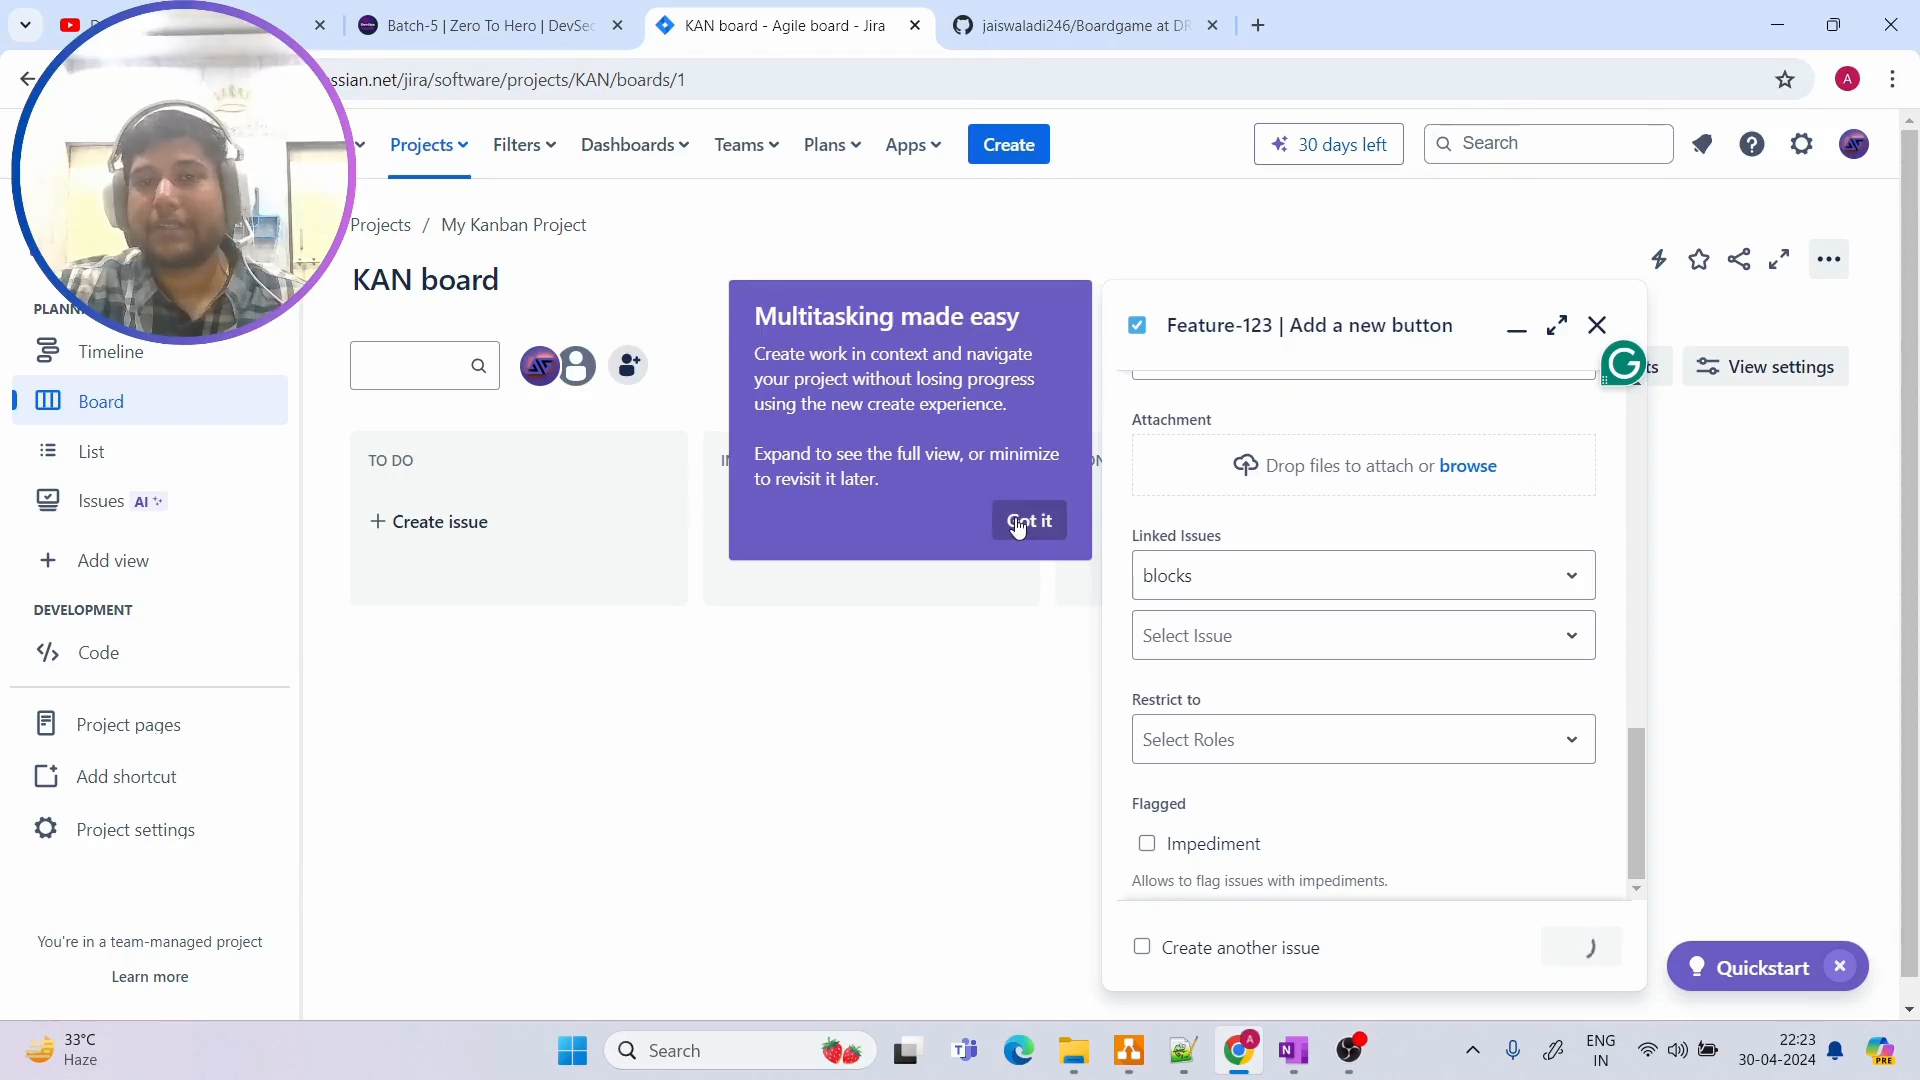 Batch-5 | Zero To Hero | DevSec
KAN board - Agile board - Jira
jaiswaladi246/Boardgame at DR
ssian.net/jira/software/projects/KAN/boards/1
A
Projects
Filters
Dashboards
Teams
Plans
Apps
Create
30 days left
Search
Projects / My Kanban Project
KAN board
PLANN
Timeline
Board
List
Issues AI
Add view
DEVELOPMENT
Code
Project pages
Add shortcut
Project settings
You're in a team-managed project
Learn more
TO DO
+ Create issue
Multitasking made easy
Create work in context and navigate
your project without losing progress
using the new create experience.
Expand to see the full view, or minimize
to revisit it later.
Got it
Feature-123 | Add a new button
View settings
Attachment
Drop files to attach or browse
Linked Issues
blocks
Select Issue
Restrict to
Select Roles
Flagged
Impediment
Allows to flag issues with impediments.
Create another issue
Quickstart
33°C
Haze
Search
ENG
IN
22:23
30-04-2024
PRE